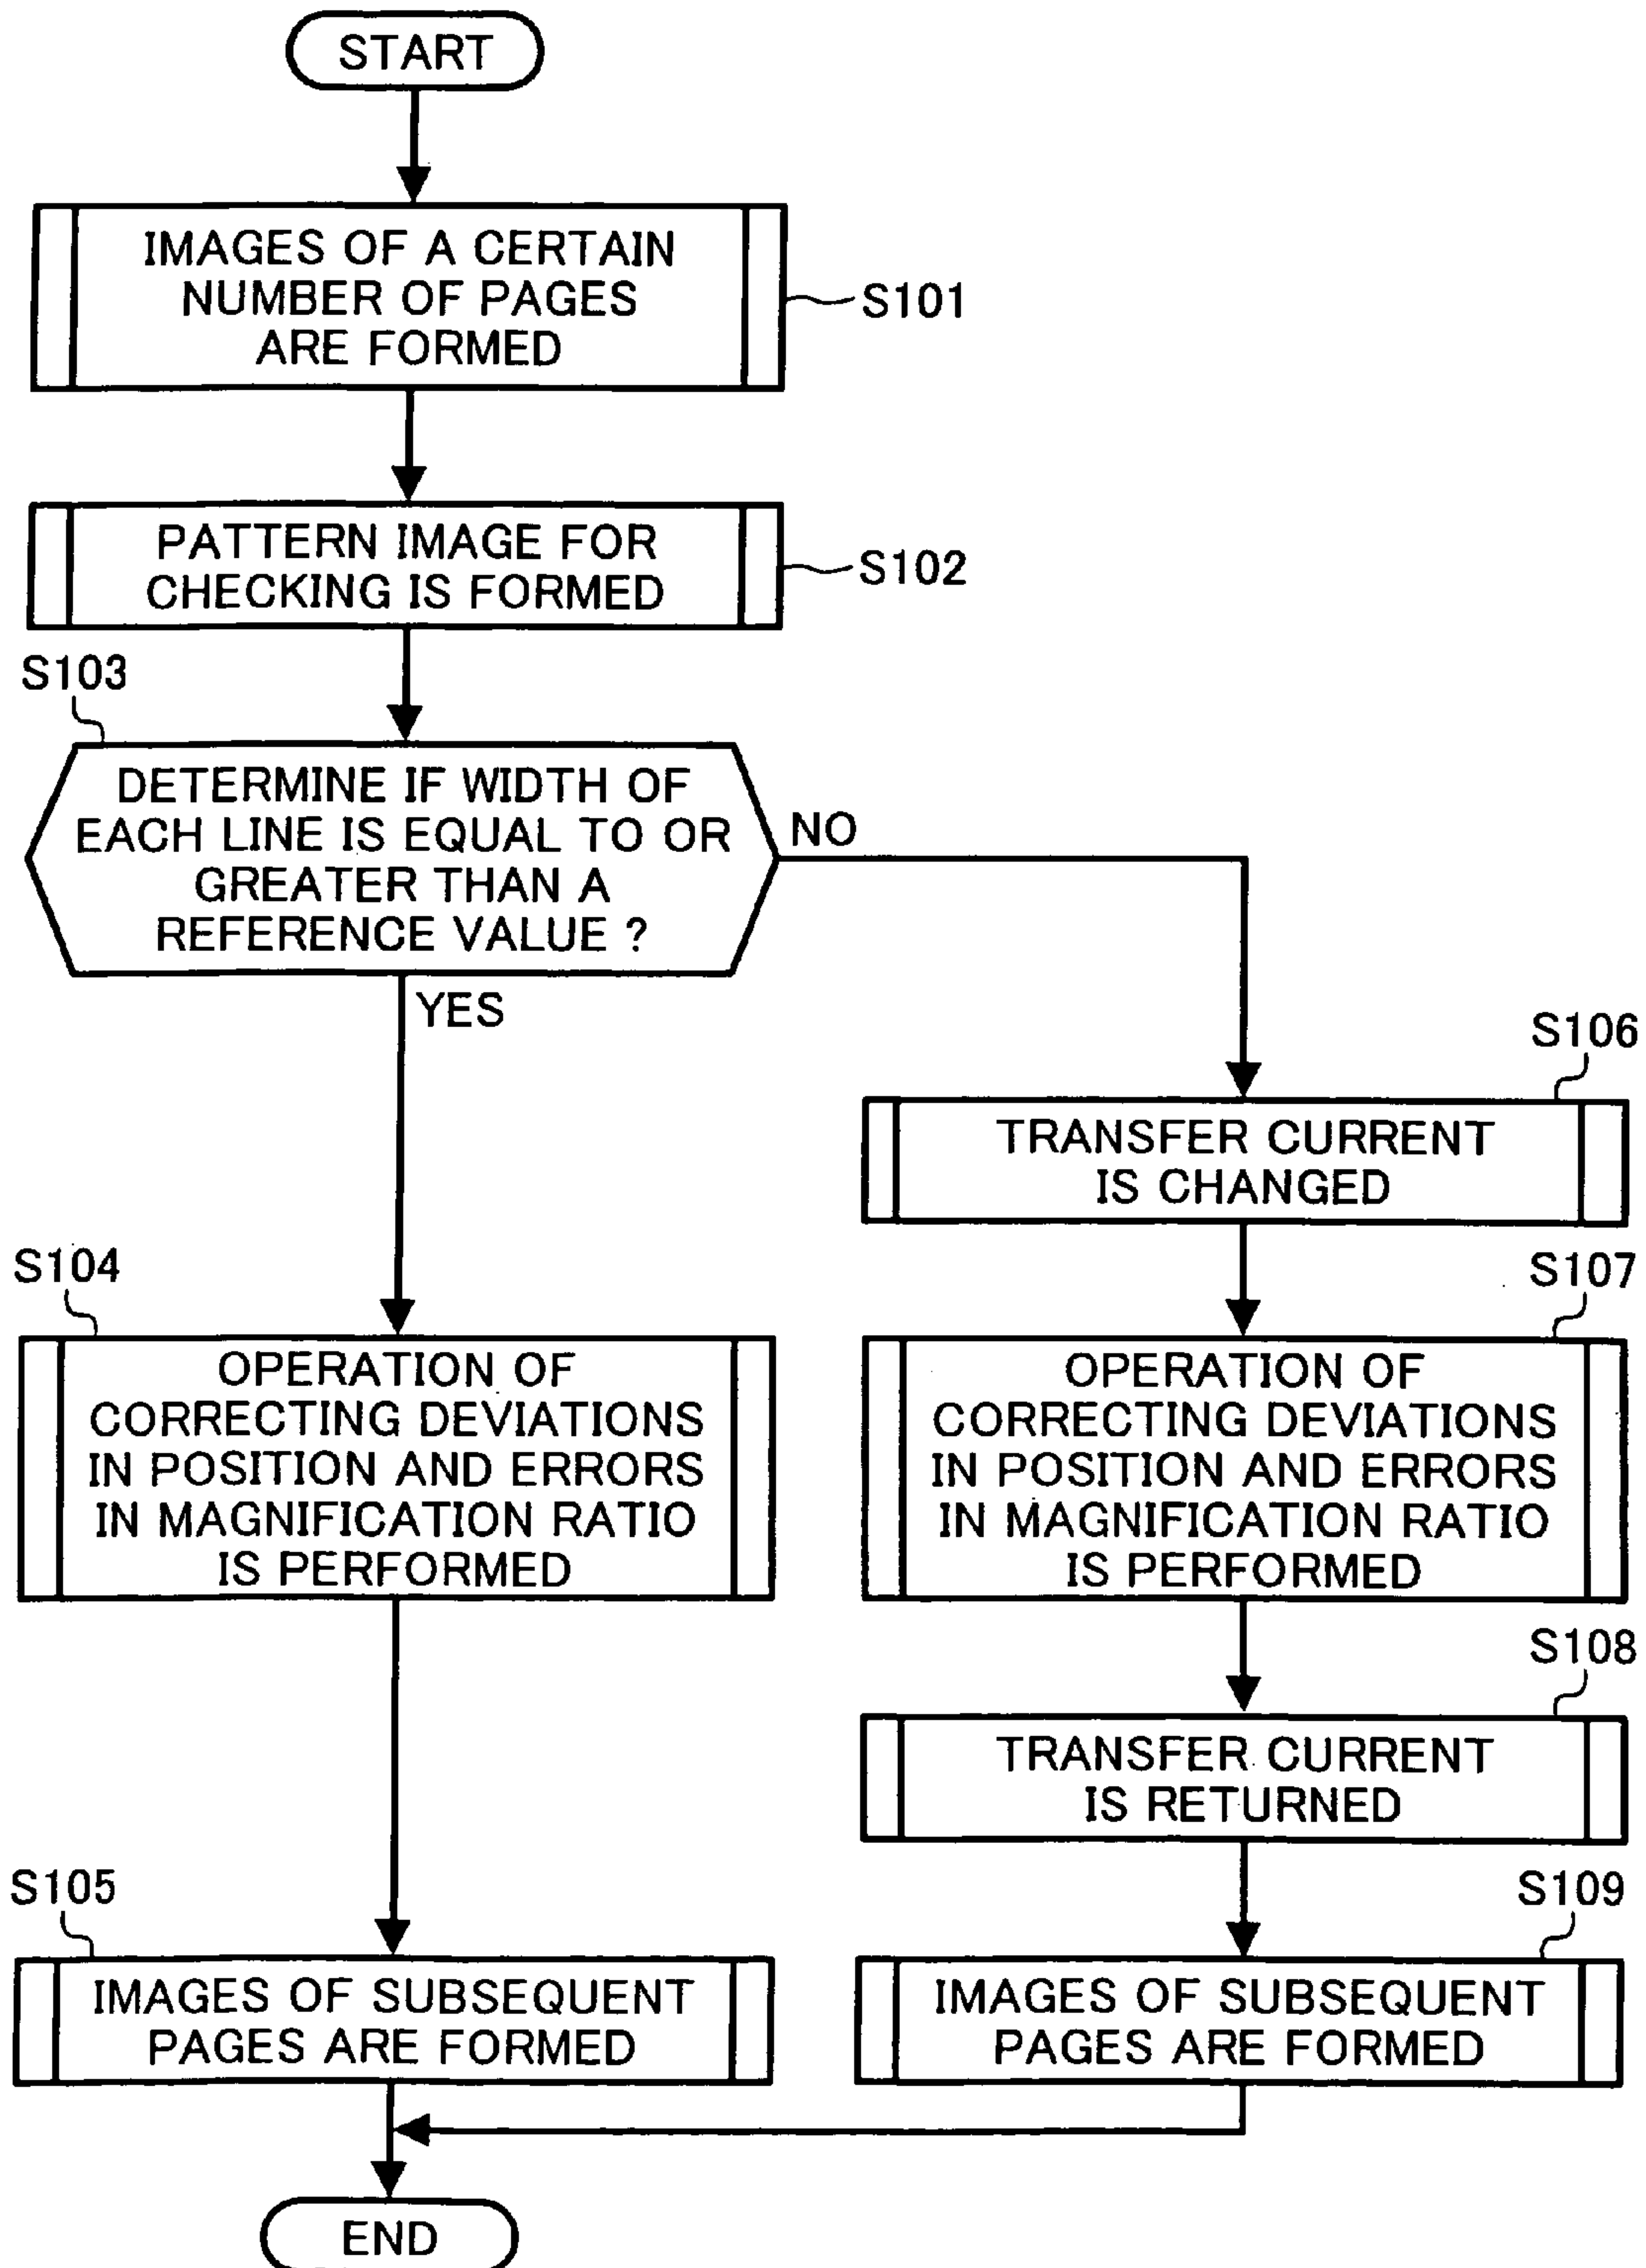 START
IMAGES OF A CERTAIN
NUMBER OF PAGES
ARE FORMED
S101
PATTERN IMAGE FOR
CHECKING IS FORMED
S102
S103
DETERMINE IF WIDTH OF
EACH LINE IS EQUAL TO OR
GREATER THAN A
REFERENCE VALUE ?
NO
YES
S106
TRANSFER CURRENT
IS CHANGED
S104
OPERATION OF
CORRECTING DEVIATIONS
IN POSITION AND ERRORS
IN MAGNIFICATION RATIO
IS PERFORMED
S107
OPERATION OF
CORRECTING DEVIATIONS
IN POSITION AND ERRORS
IN MAGNIFICATION RATIO
IS PERFORMED
S108
TRANSFER CURRENT
IS RETURNED
S105
IMAGES OF SUBSEQUENT
PAGES ARE FORMED
S109
IMAGES OF SUBSEQUENT
PAGES ARE FORMED
END